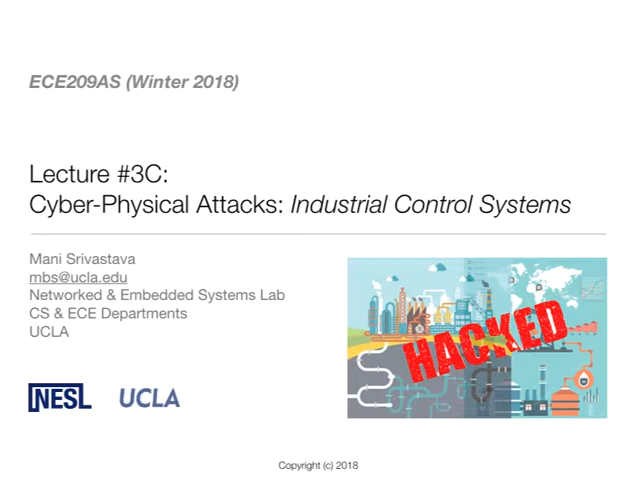 ECE209AS (Winter 2018)
Lecture #3C:
Cyber-Physical Attacks: Industrial Control Systems
Mani Srivastava
mbs@ucla.edu
Networked & Embedded Systems Lab
CS & ECE Departments
UCLA
HACKED
NESL UCLA
Copyright (c) 2018